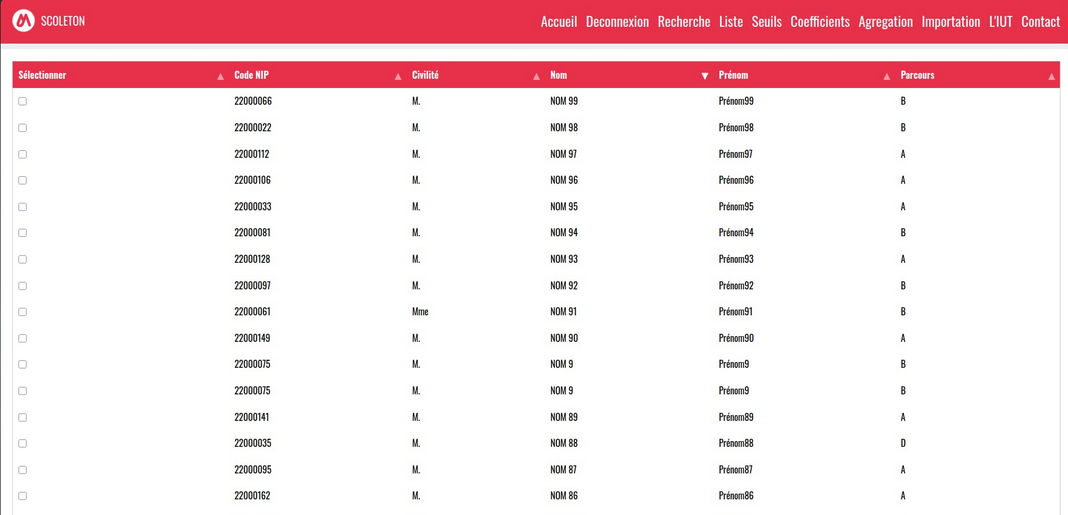 SCOLETON Accueil Deconnexion Recherche Liste Seuils Coefficients Agregation Importation L'IUT Contact
Sélectionner Code NIP Civilité Nom Prénom Parcours
22000066 M. NOM 99 Prénom99 B
22000022 M. NOM 98 Prénom98 B
22000112 M. NOM 97 Prénom97 A
22000106 M. NOM 96 Prénom96 A
22000033 M. NOM 95 Prénom95 A
22000081 M. NOM 94 Prénom94 B
22000128 M. NOM 93 Prénom93 A
22000097 M. NOM 92 Prénom92 B
22000061 Mme NOM 91 Prénom91 B
22000149 M. NOM 90 Prénom90 A
22000075 M. NOM 9 Prénom9 B
22000075 M. NOM 9 Prénom9 B
22000141 M. NOM 89 Prénom89 A
22000035 M. NOM 88 Prénom88 D
22000095 M. NOM 87 Prénom87 A
22000162 M. NOM 86 Prénom86 A